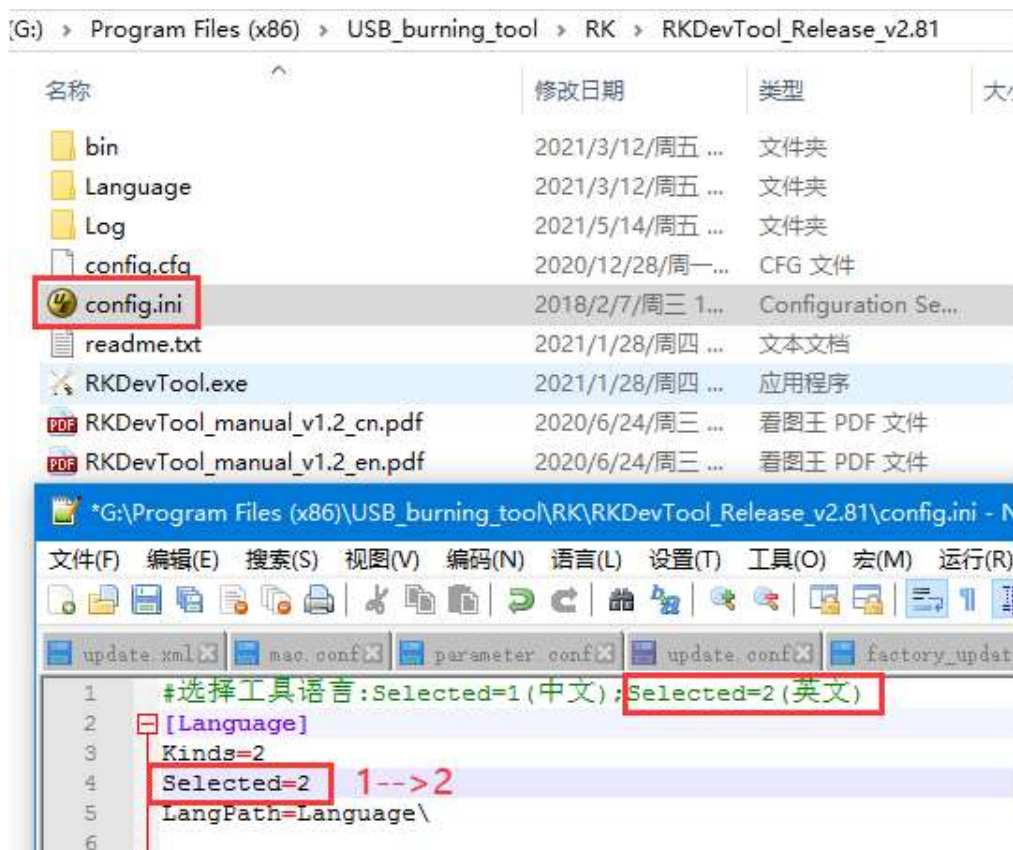 (G:) > Program Files (x86) > USB_burning_tool > RK > RKDevTool_Release_v2.81
名称 修改日期 类型
bin 2021/3/12/周五 ... 文件夹
Language 2021/3/12/周五 ... 文件夹
Log 2021/5/14/周五 ... 文件夹
config.cfg 2020/12/28/周一... CFG 文件
config.ini 2018/2/7/周三 1... Configuration Se...
readme.txt 2021/1/28/周四 ... 文本文档
RKDevTool.exe 2021/1/28/周四 ... 应用程序
RKDevTool_manual_v1.2_cn.pdf 2020/6/24/周三 ... 看图王 PDF 文件
RKDevTool_manual_v1.2_en.pdf 2020/6/24/周三 ... 看图王 PDF 文件
*G:\Program Files (x86)\USB_burning_tool\RK\RKDevTool_Release_v2.81\config.ini - N
文件(F) 编辑(E) 搜索(S) 视图(V) 编码(N) 语言(L) 设置(T) 工具(O) 宏(M) 运行(R)
update.xml mac.conf parameter conf update.conf factory_updat
1 #选择工具语言:Selected=1(中文);Selected=2(英文)
2 [Language]
3 Kinds=2
4 Selected=2 1-->2
5 LangPath=Language\
6